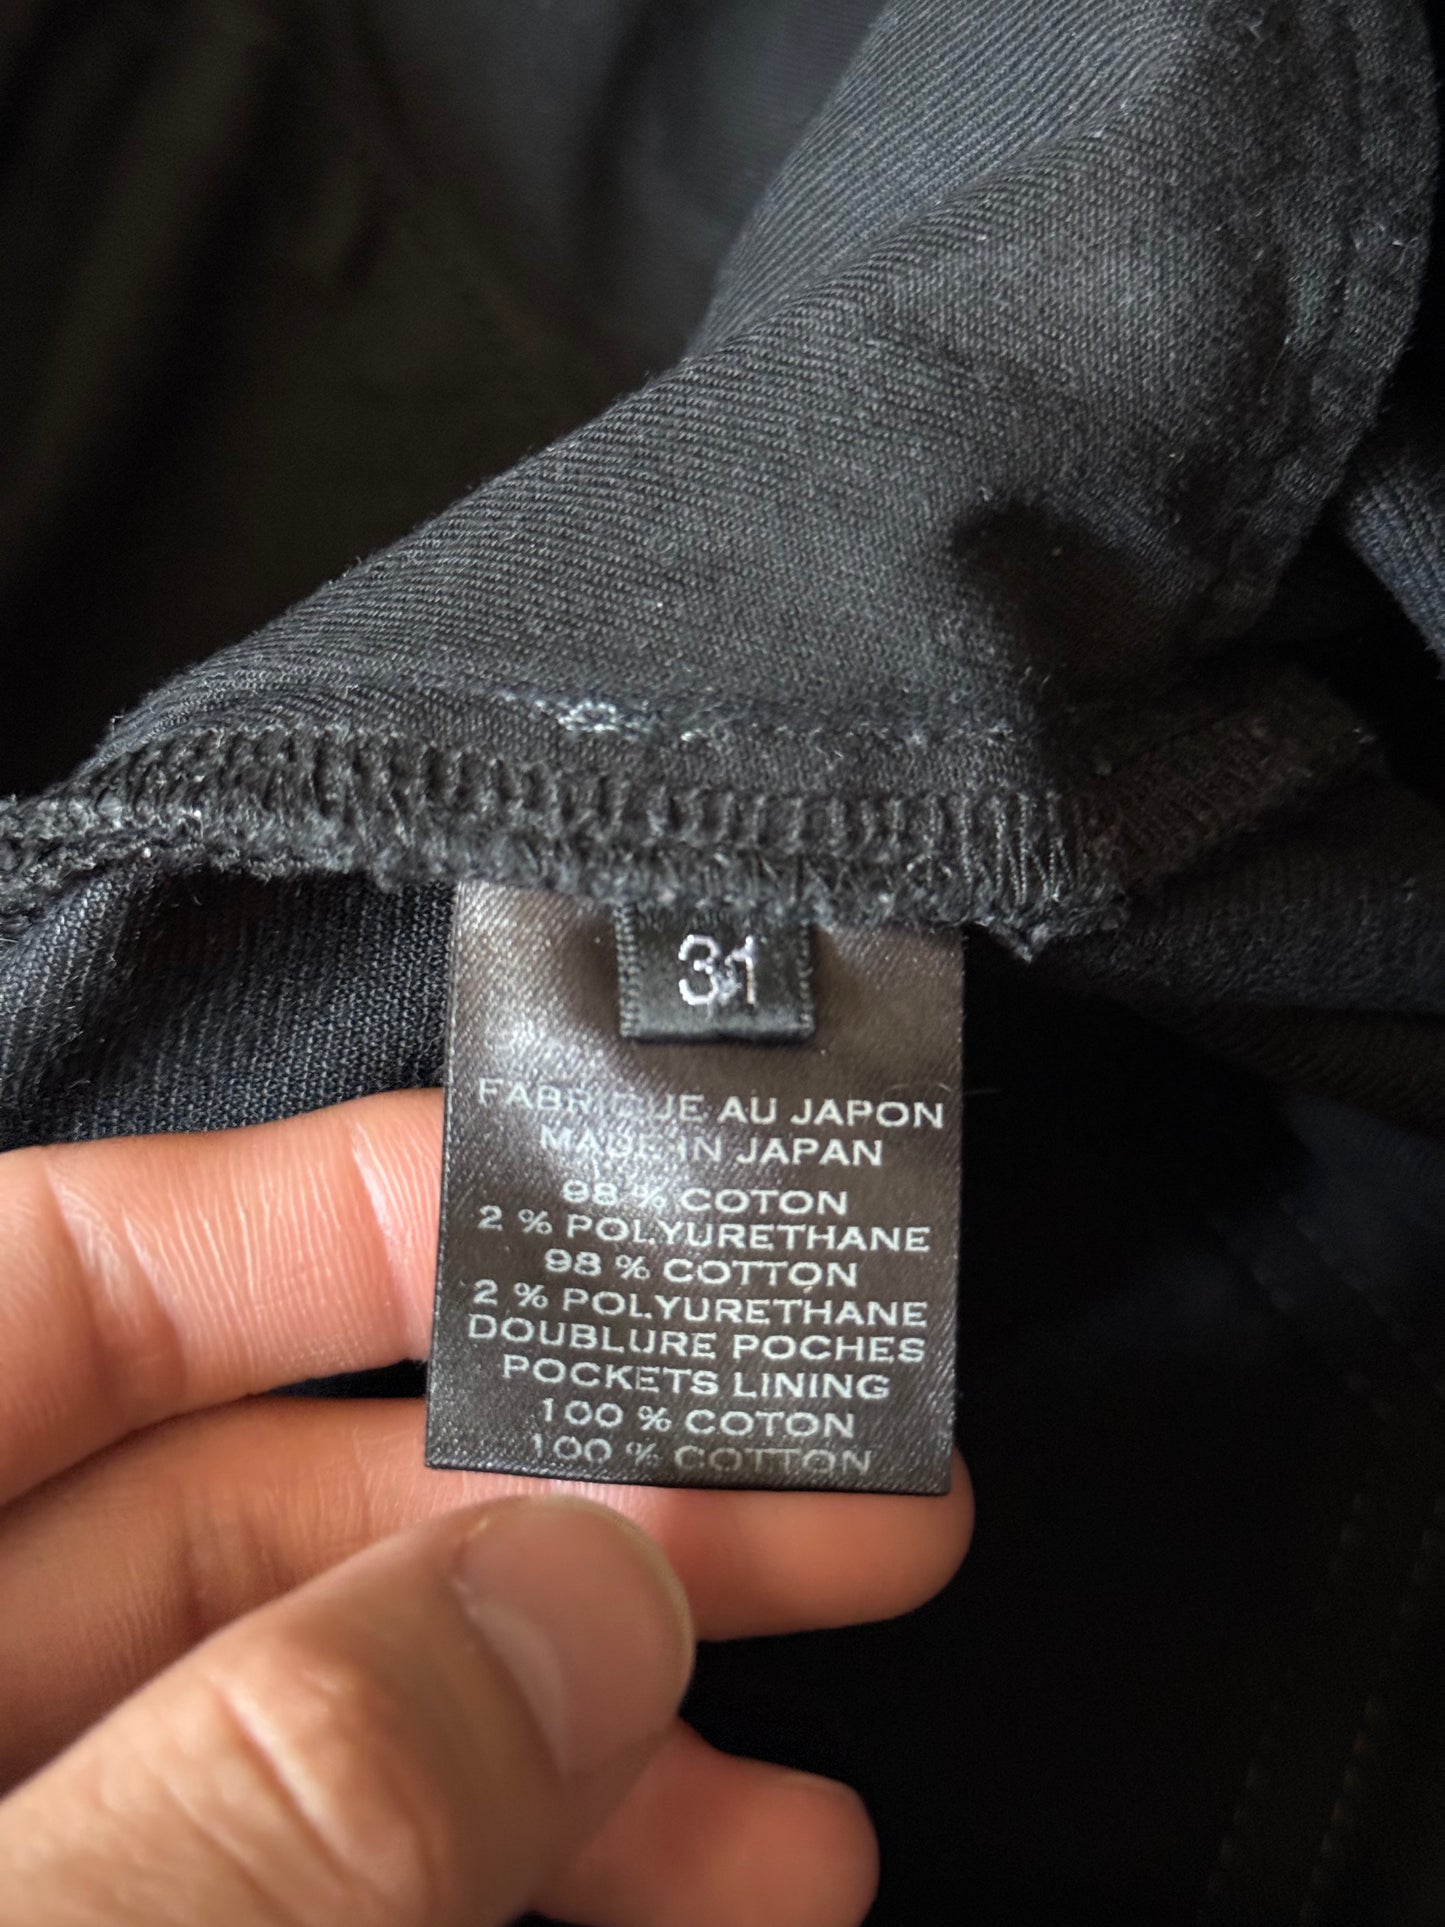 31
FABRIQUE AU JAPON
MADE IN JAPAN
98 % COTON
2 % POLYURETHANE
98 % COTTON
2 % POLYURETHANE
DOUBLURE POCHES
POCKETS LINING
100 % COTON
100 % COTTON